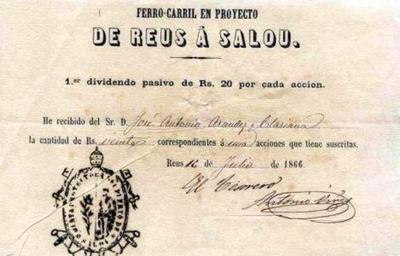 FERRO-CARRIL EN PROYECTO
DE REUS Á SALOU.
1.er dividendo pasivo de Rs. 20 por cada accion.
He recibido del Sr. D. José Antonio y Clariana
la cantidad de Rs. veinte correspondientes á una acciones que tiene suscritas.
Reus 12 de Julio de 1866.
El Tesorero
Antonio